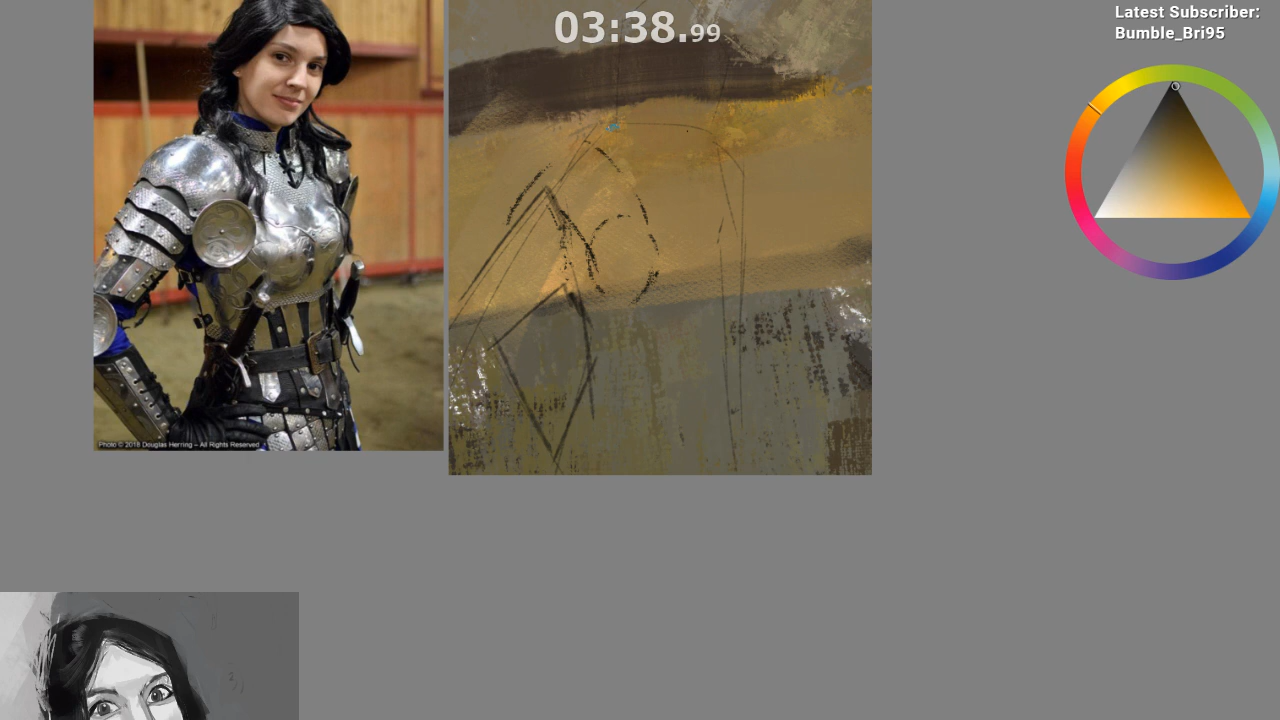 03:38.99
Latest Subscriber:
Bumble_Bri95
Photo © 2018 Douglas Herring – All Rights Reserved